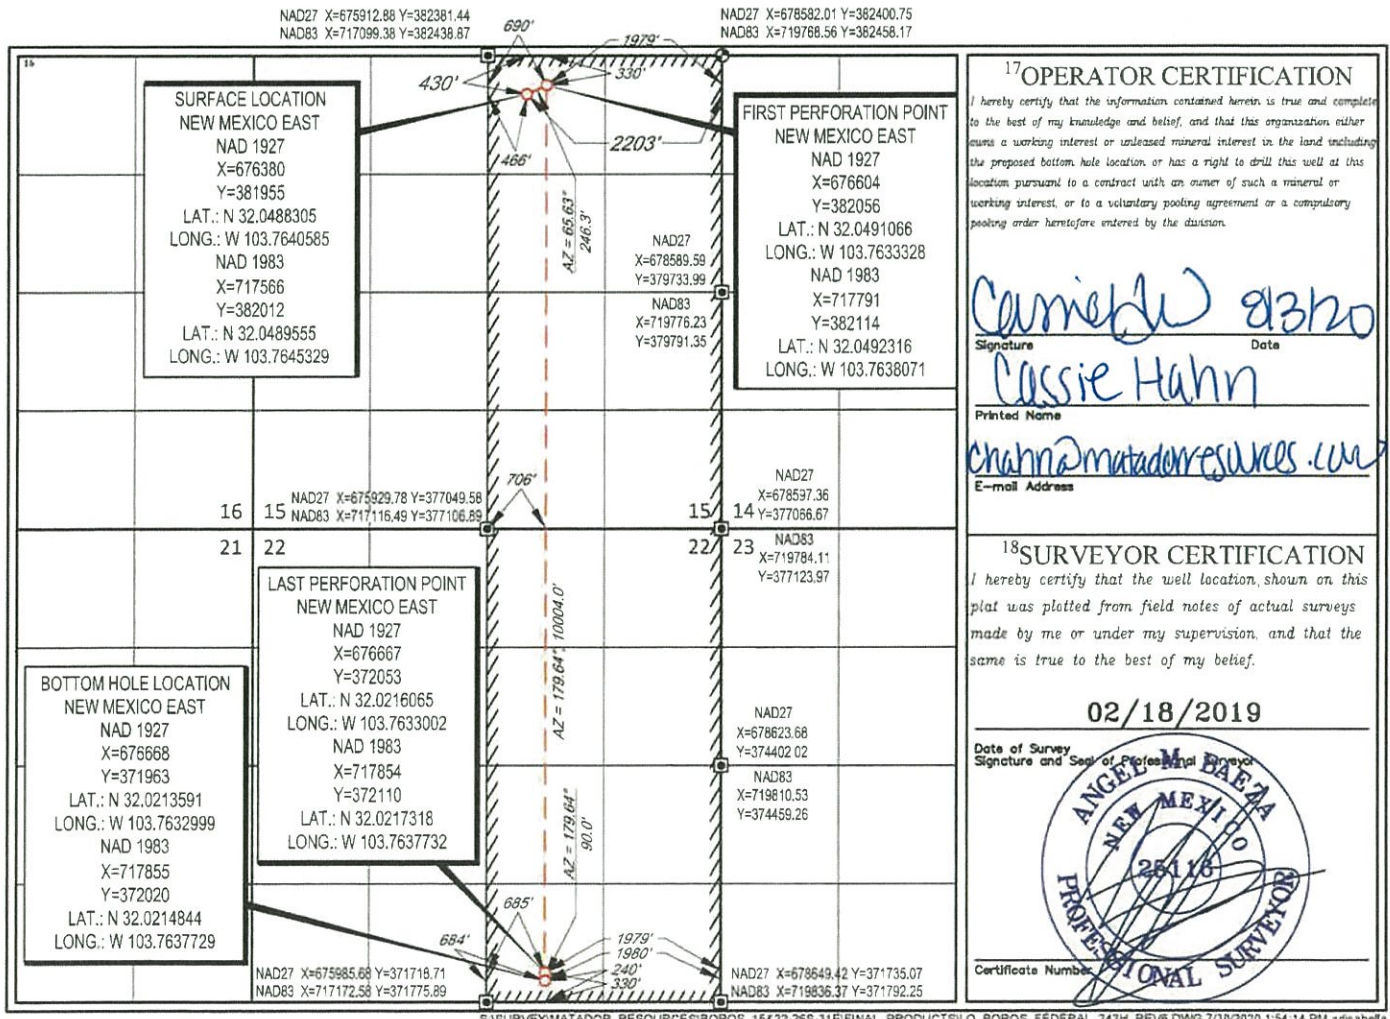 NAD27 X=675912.88 Y=382381.44
NAD83 X=717099.38 Y=382438.87
NAD27 X=678582.01 Y=382400.75
NAD83 X=719768.56 Y=382458.17
16
690'
1979'
430'
330'
466'
2203'
AZ = 65.63°
246.3'
SURFACE LOCATION
NEW MEXICO EAST
NAD 1927
X=676380
Y=381955
LAT.: N 32.0488305
LONG.: W 103.7640585
NAD 1983
X=717566
Y=382012
LAT.: N 32.0489555
LONG.: W 103.7645329
FIRST PERFORATION POINT
NEW MEXICO EAST
NAD 1927
X=676604
Y=382056
LAT.: N 32.0491066
LONG.: W 103.7633328
NAD 1983
X=717791
Y=382114
LAT.: N 32.0492316
LONG.: W 103.7638071
NAD27
X=678589.59
Y=379733.99
NAD83
X=719776.23
Y=379791.35
706'
16 15
NAD27 X=675929.78 Y=377049.58
NAD83 X=717116.49 Y=377106.89
21 22
15 14
22 23
NAD27
X=678597.36
Y=377066.67
NAD83
X=719784.11
Y=377123.97
AZ = 179.64°, 10004.0'
LAST PERFORATION POINT
NEW MEXICO EAST
NAD 1927
X=676667
Y=372053
LAT.: N 32.0216065
LONG.: W 103.7633002
NAD 1983
X=717854
Y=372110
LAT.: N 32.0217318
LONG.: W 103.7637732
BOTTOM HOLE LOCATION
NEW MEXICO EAST
NAD 1927
X=676668
Y=371963
LAT.: N 32.0213591
LONG.: W 103.7632999
NAD 1983
X=717855
Y=372020
LAT.: N 32.0214844
LONG.: W 103.7637729
NAD27
X=678623.68
Y=374402.02
NAD83
X=719810.53
Y=374459.26
AZ = 179.64°
90.0'
685'
684'
1979'
1980'
240'
330'
NAD27 X=675985.68 Y=371718.71
NAD83 X=717172.58 Y=371775.89
NAD27 X=678649.42 Y=371735.07
NAD83 X=719836.37 Y=371792.25
17OPERATOR CERTIFICATION
I hereby certify that the information contained herein is true and complete
to the best of my knowledge and belief, and that this organization either
owns a working interest or unleased mineral interest in the land including
the proposed bottom hole location or has a right to drill this well at this
location pursuant to a contract with an owner of such a mineral or
working interest, or to a voluntary pooling agreement or a compulsory
pooling order heretofore entered by the division.
8/3/20
Signature Date
Cassie Hahn
Printed Name
chahn@matadorresources.com
E-mail Address
18SURVEYOR CERTIFICATION
I hereby certify that the well location shown on this
plat was plotted from field notes of actual surveys
made by me or under my supervision, and that the
same is true to the best of my belief.
02/18/2019
Date of Survey
Signature and Seal of Professional Surveyor
ANGEL M. BAEZA
NEW MEXICO
25116
PROFESSIONAL SURVEYOR
Certificate Number